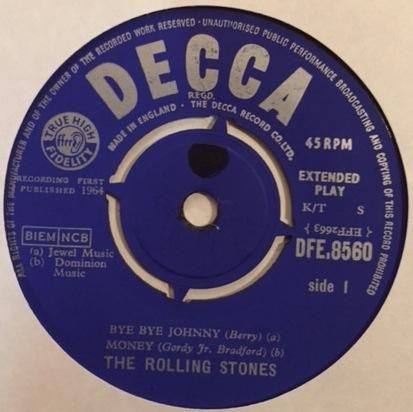 ALL RIGHTS OF THE MANUFACTURER AND OF THE OWNER OF THE RECORDED WORK RESERVED · UNAUTHORISED PUBLIC PERFORMANCE BROADCASTING AND COPYING OF THIS RECORD PROHIBITED
DECCA
REGD.
MADE IN ENGLAND · THE DECCA RECORD CO. LTD.
TRUE HIGH
ffrr
FIDELITY
45 RPM
RECORDING FIRST
PUBLISHED 1964
EXTENDED
PLAY
K/T S
{ EFF2663 }
BIEM NCB
DFE.8560
(a) Jewel Music
(b) Dominion
Music
side 1
BYE BYE JOHNNY (Berry) (a)
MONEY (Gordy Jr. Bradford) (b)
THE ROLLING STONES